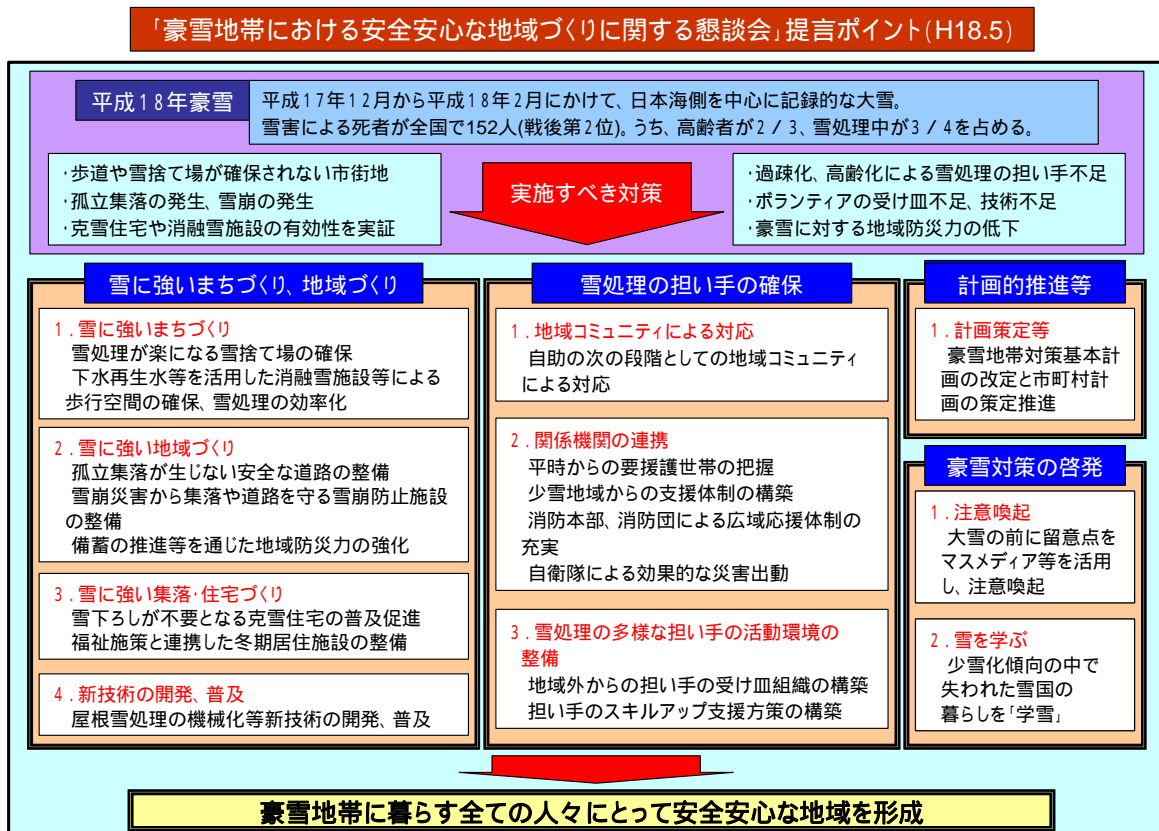 「豪雪地帯における安全安心な地域づくりに関する懇談会」提言ポイント(H18.5)
平成18年豪雪
平成17年12月から平成18年2月にかけて、日本海側を中心に記録的な大雪。
雪害による死者が全国で152人(戦後第2位)。うち、高齢者が2/3、雪処理中が3/4を占める。
・歩道や雪捨て場が確保されない市街地
・孤立集落の発生、雪崩の発生
・克雪住宅や消融雪施設の有効性を実証
実施すべき対策
・過疎化、高齢化による雪処理の担い手不足
・ボランティアの受け皿不足、技術不足
・豪雪に対する地域防災力の低下
雪に強いまちづくり、地域づくり
1.雪に強いまちづくり
雪処理が楽になる雪捨て場の確保
下水再生水等を活用した消融雪施設等による
歩行空間の確保、雪処理の効率化
2.雪に強い地域づくり
孤立集落が生じない安全な道路の整備
雪崩災害から集落や道路を守る雪崩防止施設
の整備
備蓄の推進等を通じた地域防災力の強化
3.雪に強い集落・住宅づくり
雪下ろしが不要となる克雪住宅の普及促進
福祉施策と連携した冬期居住施設の整備
4.新技術の開発、普及
屋根雪処理の機械化等新技術の開発、普及
雪処理の担い手の確保
1.地域コミュニティによる対応
自助の次の段階としての地域コミュニティ
による対応
2.関係機関の連携
平時からの要援護世帯の把握
少雪地域からの支援体制の構築
消防本部、消防団による広域応援体制の
充実
自衛隊による効果的な災害出動
3.雪処理の多様な担い手の活動環境の
整備
地域外からの担い手の受け皿組織の構築
担い手のスキルアップ支援方策の構築
計画的推進等
1.計画策定等
豪雪地帯対策基本計
画の改定と市町村計
画の策定推進
豪雪対策の啓発
1.注意喚起
大雪の前に留意点を
マスメディア等を活用
し、注意喚起
2.雪を学ぶ
少雪化傾向の中で
失われた雪国の
暮らしを「学雪」
豪雪地帯に暮らす全ての人々にとって安全安心な地域を形成